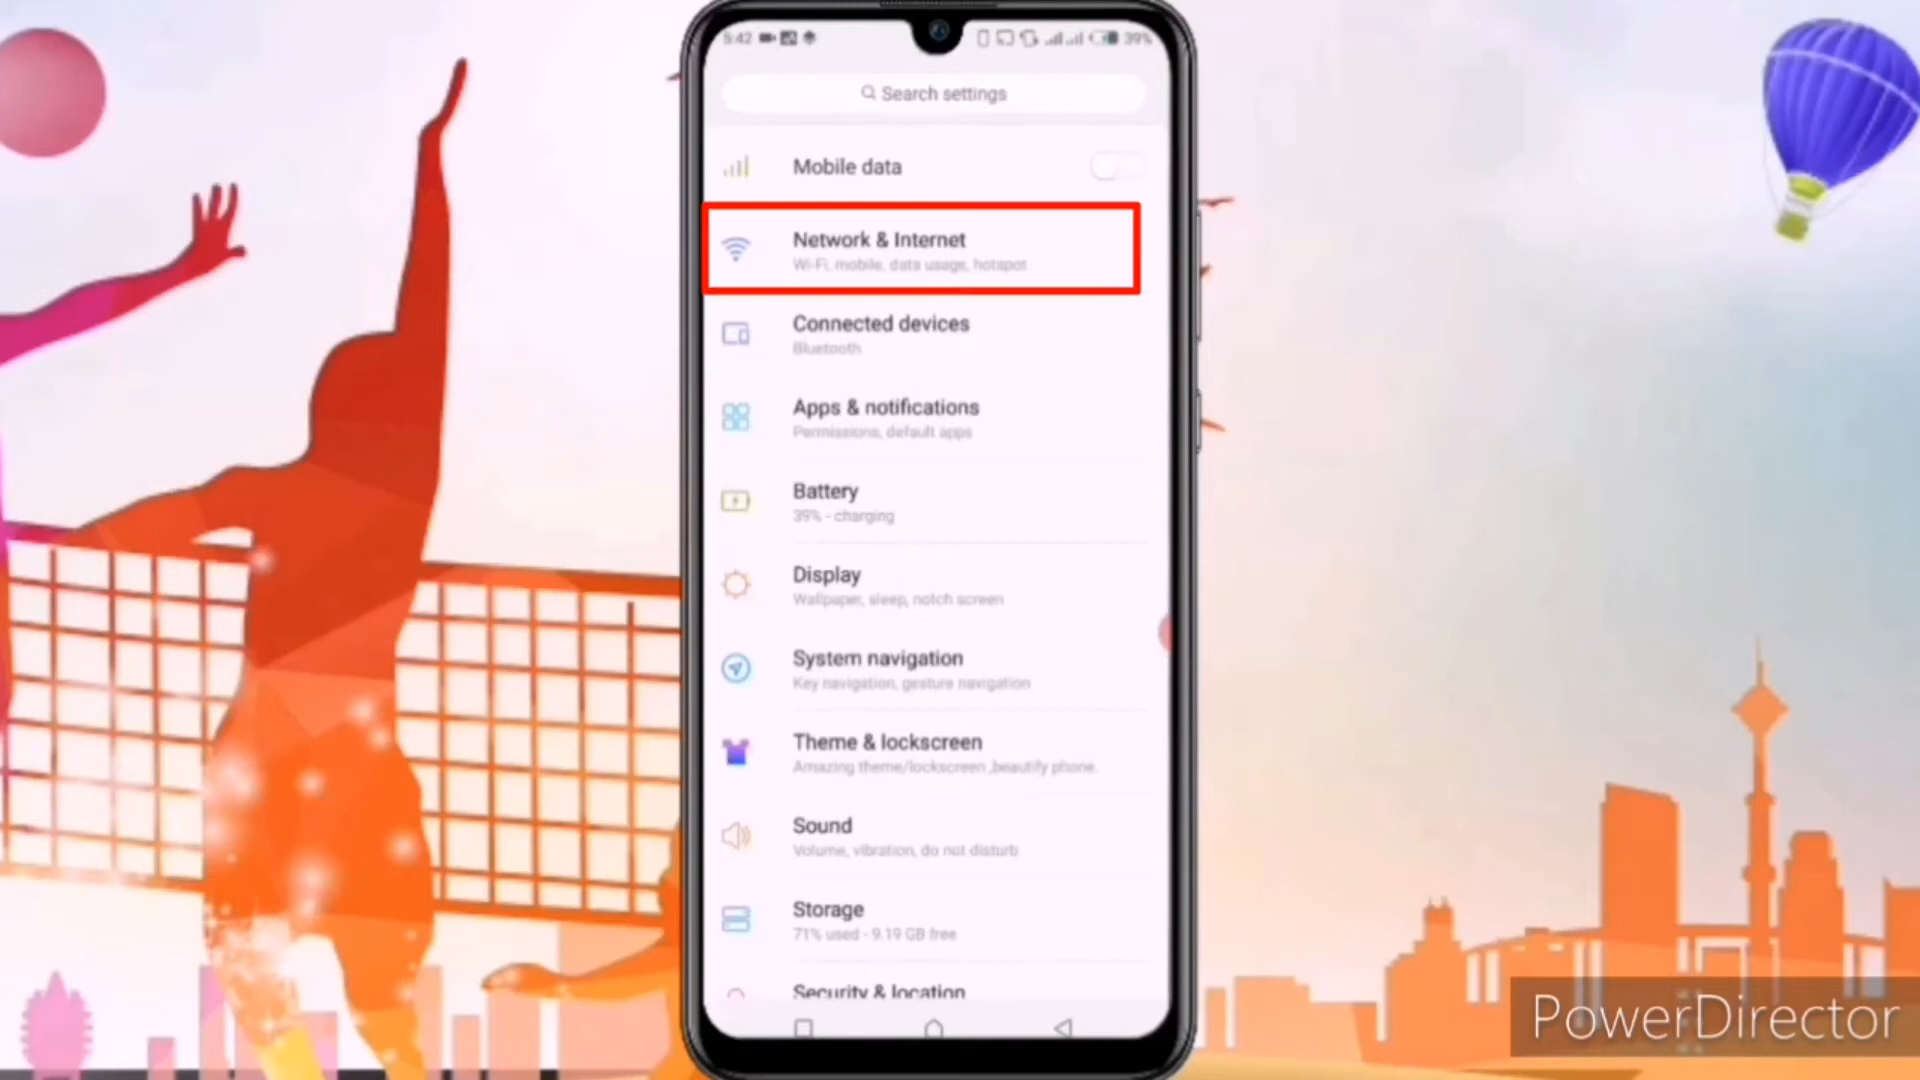 5:42
39%
Search settings
Mobile data
Network & Internet
Wi-Fi, mobile, data usage, hotspot
Connected devices
Bluetooth
Apps & notifications
Permissions, default apps
Battery
39% - charging
Display
Wallpaper, sleep, notch screen
System navigation
Key navigation, gesture navigation
Theme & lockscreen
Amazing theme/lockscreen ,beautify phone.
Sound
Volume, vibration, do not disturb
Storage
71% used - 9.19 GB free
Security & location
PowerDirector